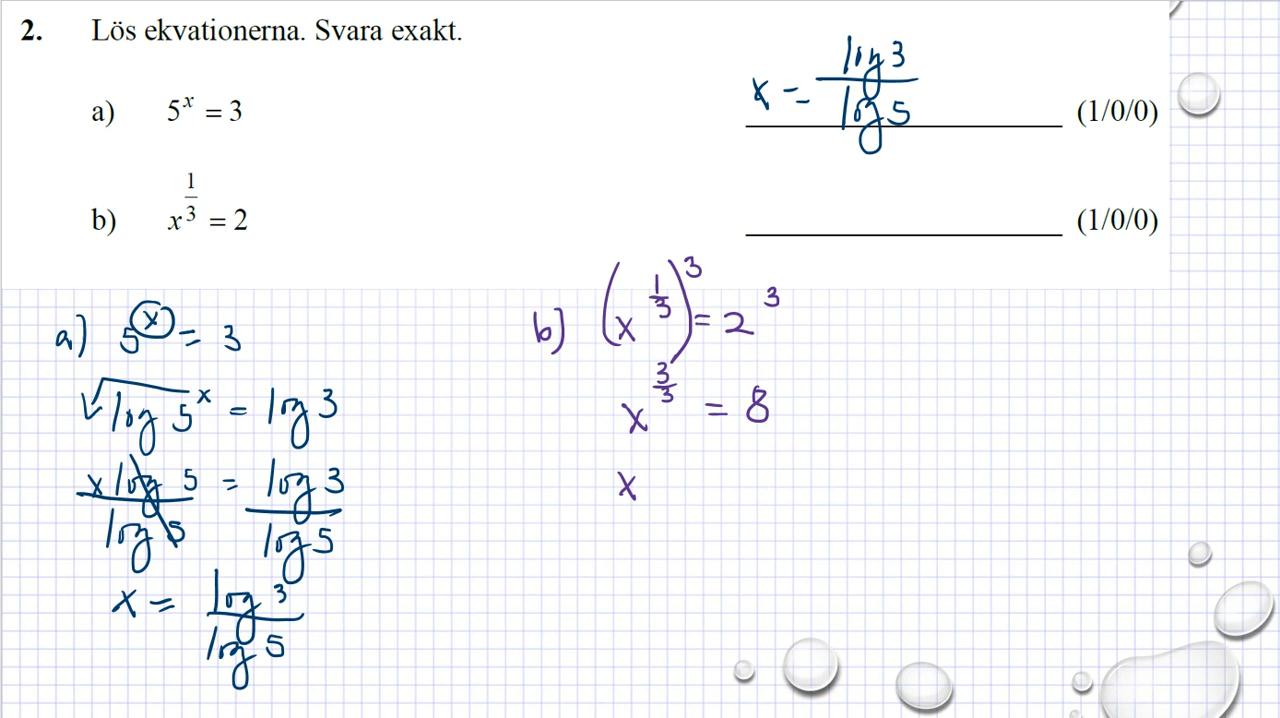 2. Lös ekvationerna. Svara exakt.
a) 5^x = 3 x = log 3 / log 5 (1/0/0)
b) x^(1/3) = 2 (1/0/0)
a) 5^x = 3
log 5^x = log 3
x log 5 / log 5 = log 3 / log 5
x = log 3 / log 5
b) (x^(1/3))^3 = 2^3
x^(3/3) = 8
x